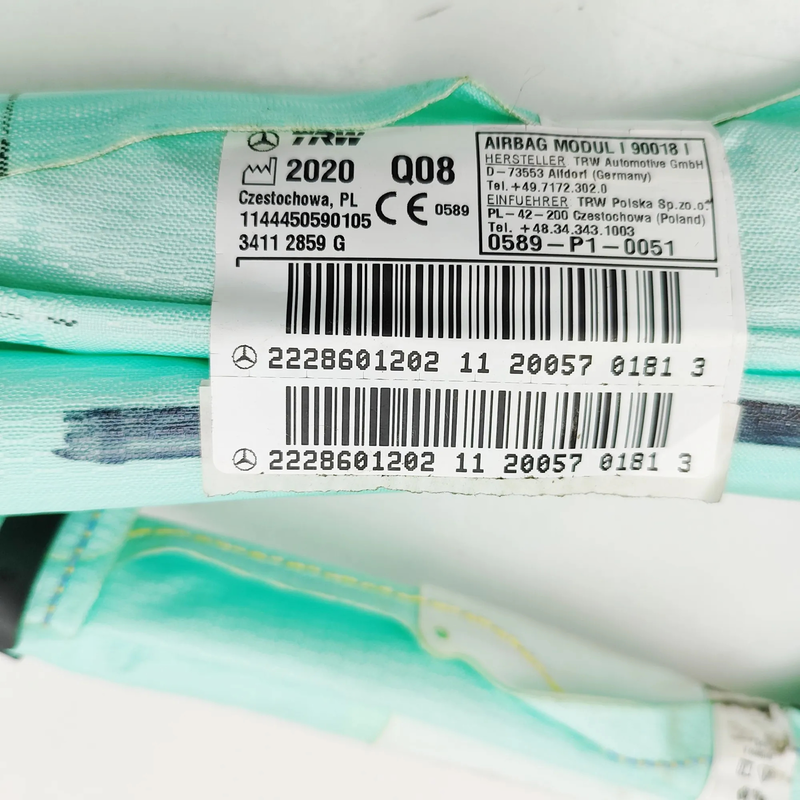 TRW
2020 Q08
Czestochowa, PL
1144450590105
CE 0589
34112859 G
AIRBAG MODUL I 90018 I
HERSTELLER TRW Automotive GmbH
D-73553 Alfdorf (Germany)
Tel. +49.7172.302.0
EINFUEHRER TRW Polska Sp.zo.o.
PL-42-200 Czestochowa (Poland)
Tel. +48.34.343.1003
0589-P1-0051
2228601202 11 20057 0181 3
2228601202 11 20057 0181 3